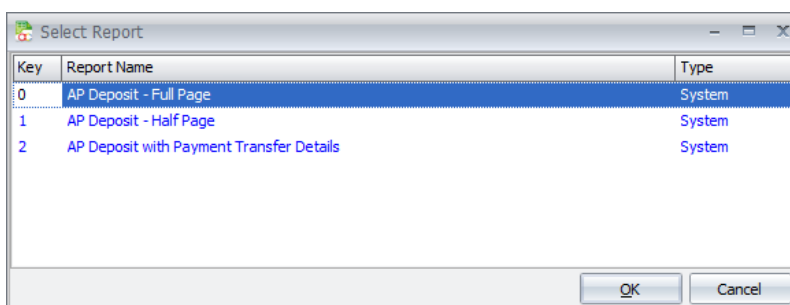 Select Report
Key Report Name Type
0 AP Deposit - Full Page System
1 AP Deposit - Half Page System
2 AP Deposit with Payment Transfer Details System
OK Cancel